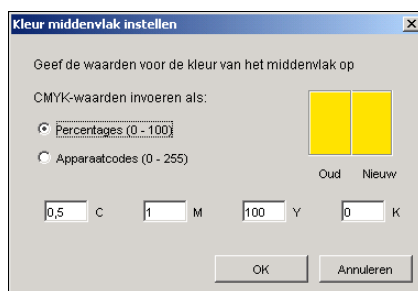 Kleur middenvlak instellen
Geef de waarden voor de kleur van het middenvlak op
CMYK-waarden invoeren als:
Percentages (0 - 100)
Apparaatcodes (0 - 255)
Oud Nieuw
0,5 C 1 M 100 Y 0 K
OK Annuleren